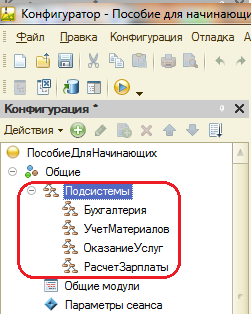 Конфигуратор - Пособие для начинающи
Файл Правка Конфигурация Отладка
Конфигурация *
Действия
ПособиеДляНачинающих
Общие
Подсистемы
Бухгалтерия
УчетМатериалов
ОказаниеУслуг
РасчетЗарплаты
Общие модули
Параметры сеанса